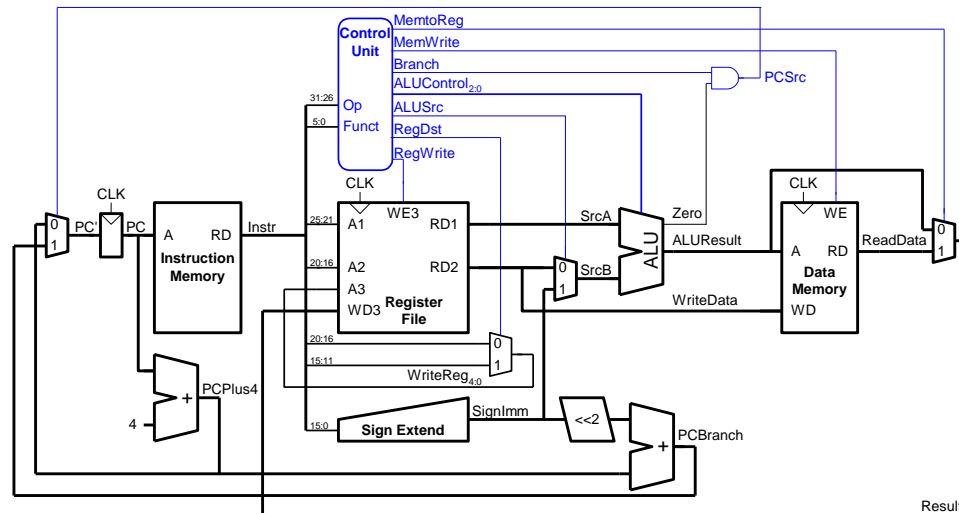 MemtoReg
Control
Unit
MemWrite
Branch
PCSrc
ALUControl2:0
31:26
Op
ALUSrc
5:0
Funct
RegDst
RegWrite
CLK
CLK
CLK
0
1
PC'
PC
A
RD
Instr
Instruction
Memory
25:21
A1
WE3
RD1
SrcA
Zero
WE
0
1
20:16
A2
RD2
0
1
SrcB
ALU
ALUResult
A
RD
ReadData
A3
Data
Memory
WD3
Register
File
WriteData
WD
20:16
0
15:11
1
WriteReg4:0
PCPlus4
+
4
SignImm
15:0
Sign Extend
<<2
+
PCBranch
Result